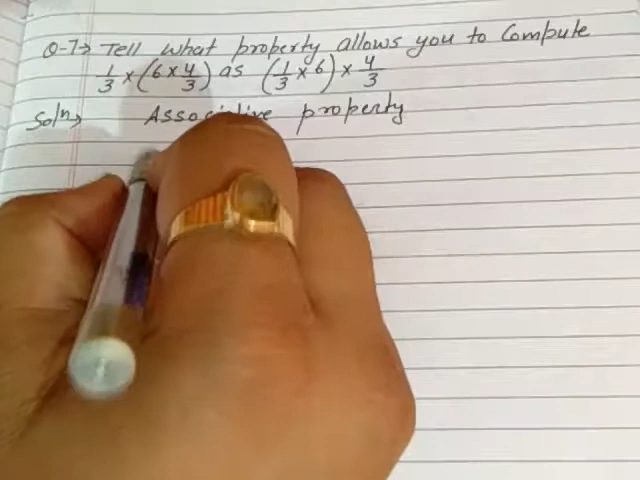 Q-7→ Tell what property allows you to Compute
1/3 × (6 × 4/3) as (1/3 × 6) × 4/3
Soln→ Associative property